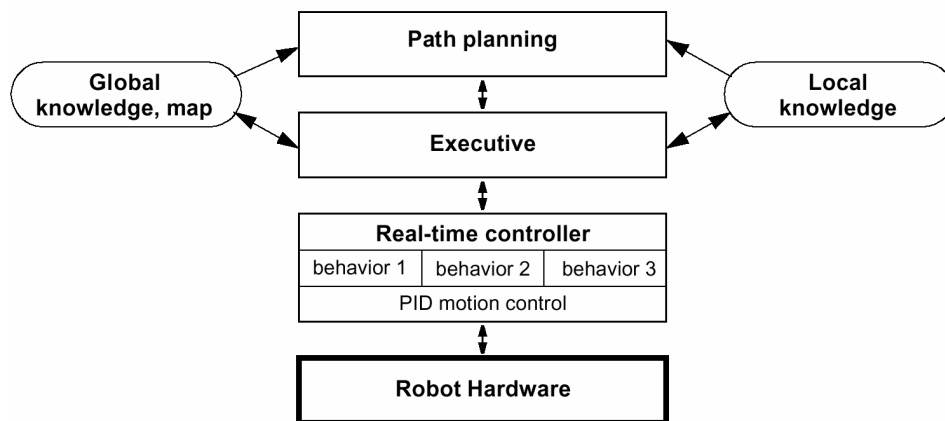 Path planning
Global
knowledge, map
Local
knowledge
Executive
Real-time controller
behavior 1
behavior 2
behavior 3
PID motion control
Robot Hardware